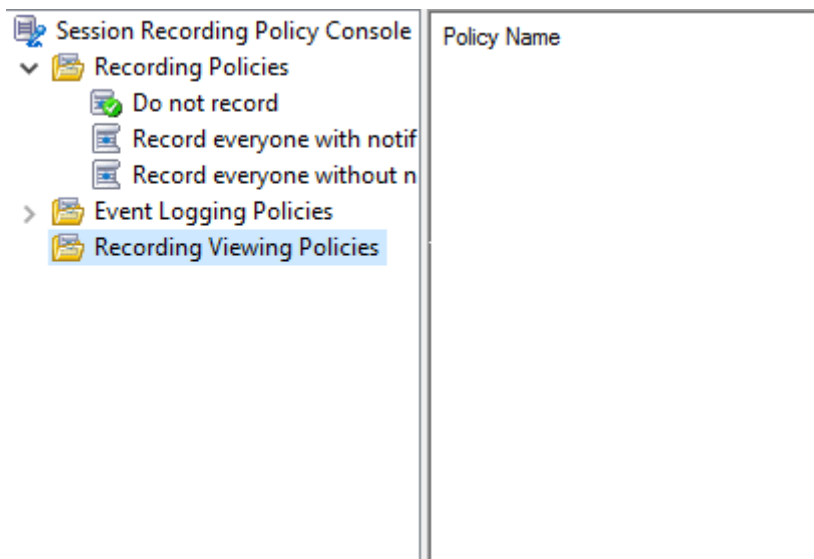 Session Recording Policy Console
Policy Name
Recording Policies
Do not record
Record everyone with notif
Record everyone without n
Event Logging Policies
Recording Viewing Policies